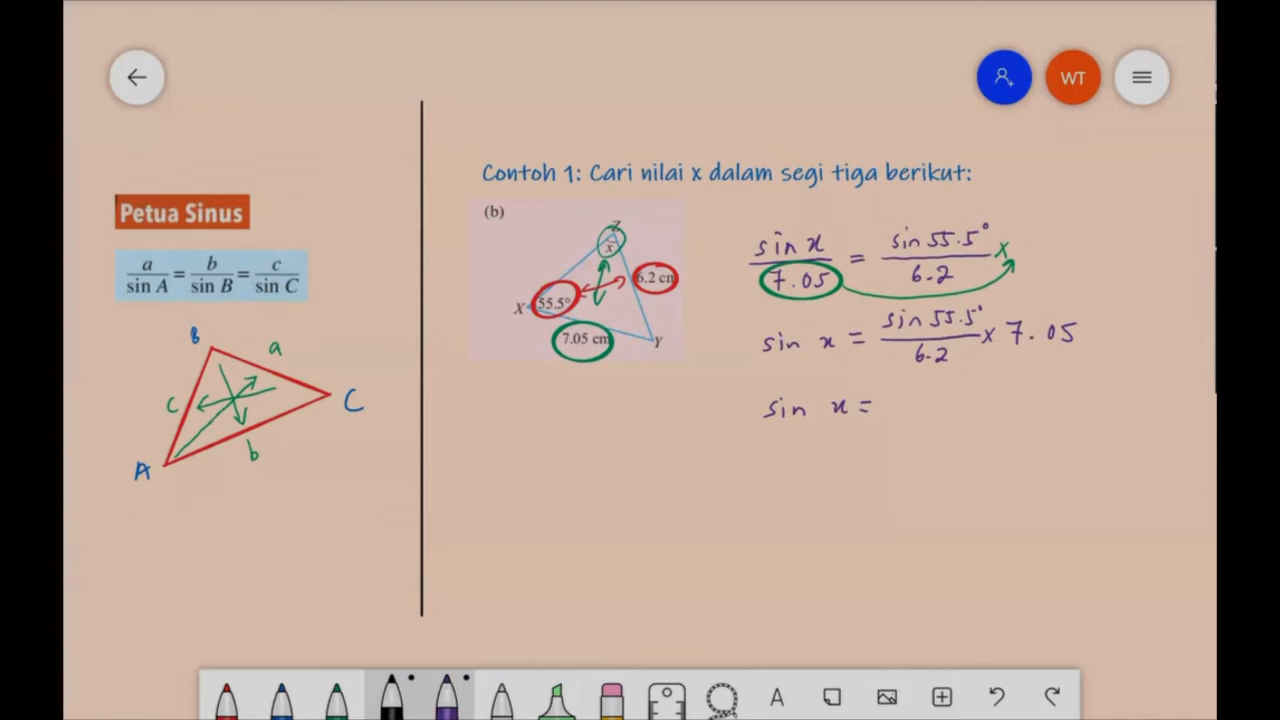 WT
Contoh 1: Cari nilai x dalam segi tiga berikut:
Petua Sinus
a/sin A = b/sin B = c/sin C
B
a
c
C
b
A
(b)
Z
x
6.2 cm
X
55.5°
7.05 cm
Y
sin x / 7.05 = sin 55.5° / 6.2 x
sin x = sin 55.5° / 6.2 x 7.05
sin x =
A